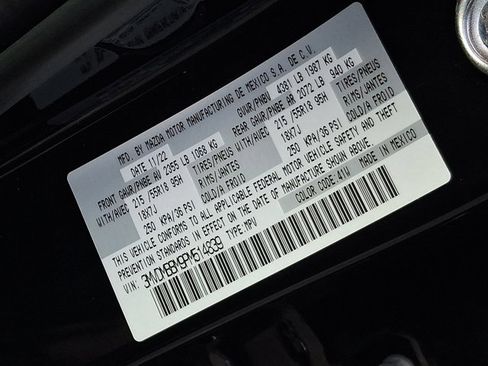 MFD. BY MAZDA MOTOR MANUFACTURING DE MEXICO S.A. DE C.V.
DATE 11/22 GVWR/PNBV 4381 LB 1987 KG
FRONT GAWR/PNBE AV 2355 LB 1068 KG REAR GAWR/PNBE AR 2072 LB 940 KG
WITH/AVEC 215/55R18 95H TIRES/PNEUS WITH/AVEC 215/55R18 95H TIRES/PNEUS
18X7J RIMS/JANTES 18X7J RIMS/JANTES
250 KPA/36 PSI COLD/A FROID 250 KPA/36 PSI COLD/A FROID
THIS VEHICLE CONFORMS TO ALL APPLICABLE FEDERAL MOTOR VEHICLE SAFETY AND THEFT
PREVENTION STANDARDS IN EFFECT ON THE DATE OF MANUFACTURE SHOWN ABOVE.
VIN: TYPE MPV COLOR CODE 41W MADE IN MEXICO